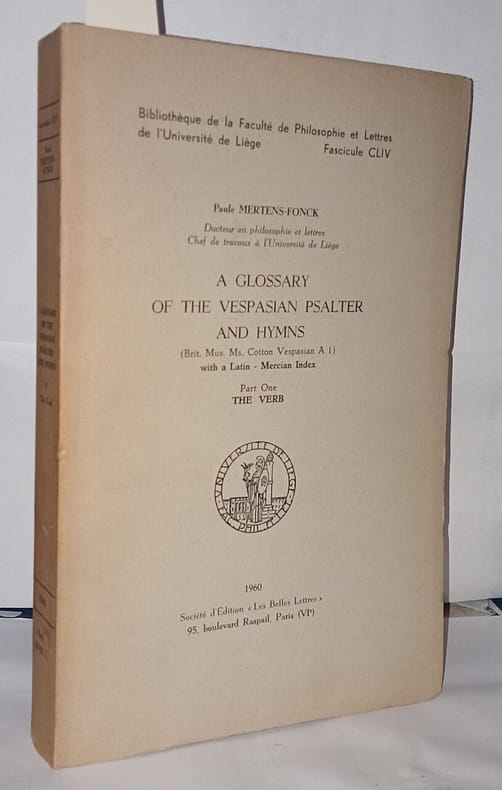 Bibliothèque de la Faculté de Philosophie et Lettres
de l'Université de Liège Fascicule CLIV
Paule MERTENS-FONCK
Docteur en philosophie et lettres
Chef de travaux à l'Université de Liège
A GLOSSARY
OF THE VESPASIAN PSALTER
AND HYMNS
(Brit. Mus. Ms. Cotton Vespasian A 1)
with a Latin - Mercian Index
Part One
THE VERB
1960
Société d'Edition « Les Belles Lettres »
95, boulevard Raspail, Paris (VIe)